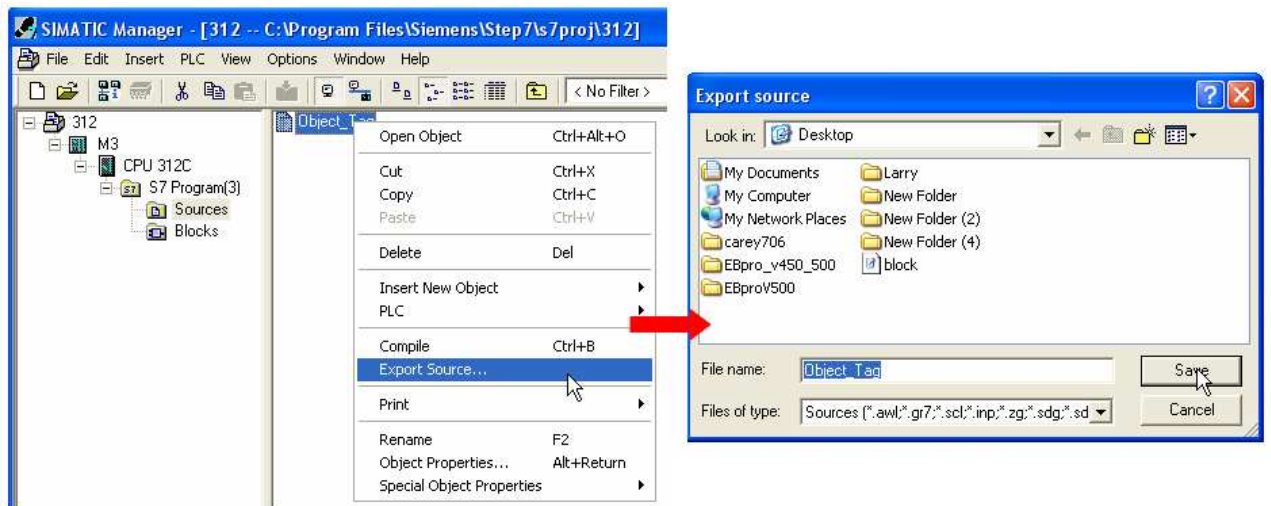 SIMATIC Manager - [312 -- C:\Program Files\Siemens\Step7\s7proj\312]
File Edit Insert PLC View Options Window Help
< No Filter >
312
M3
CPU 312C
S7 Program(3)
Sources
Blocks
Object_Tag
Open Object Ctrl+Alt+O
Cut Ctrl+X
Copy Ctrl+C
Paste Ctrl+V
Delete Del
Insert New Object
PLC
Compile Ctrl+B
Export Source...
Print
Rename F2
Object Properties... Alt+Return
Special Object Properties
Export source
Look in: Desktop
My Documents
My Computer
My Network Places
carey706
EBpro_v450_500
EBproV500
Larry
New Folder
New Folder (2)
New Folder (4)
block
File name: Object_Tag
Save
Files of type: Sources (*.awl;*.gr7;*.scl;*.inp;*.zg;*.sdg;*.sd
Cancel